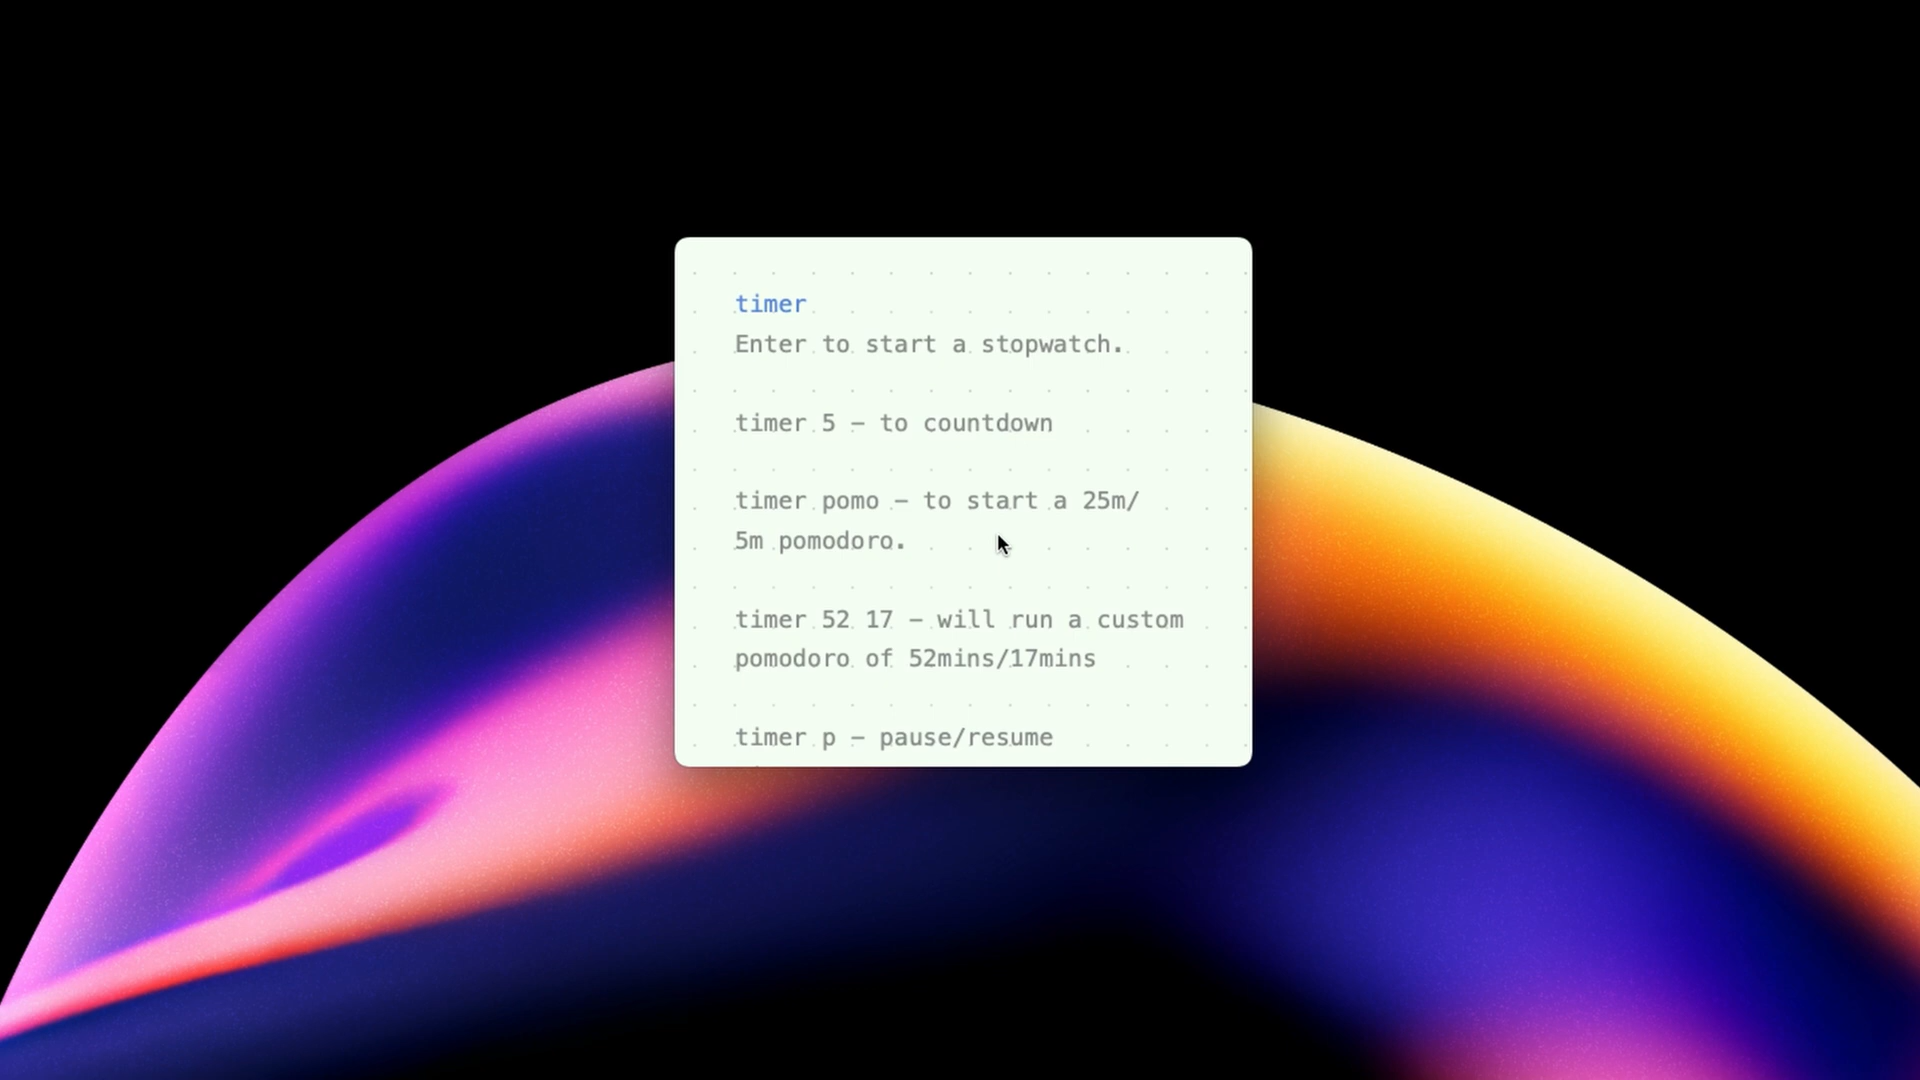 timer
Enter to start a stopwatch.
timer 5 – to countdown
timer pomo – to start a 25m/
5m pomodoro.
timer 52 17 – will run a custom
pomodoro of 52mins/17mins
timer p – pause/resume